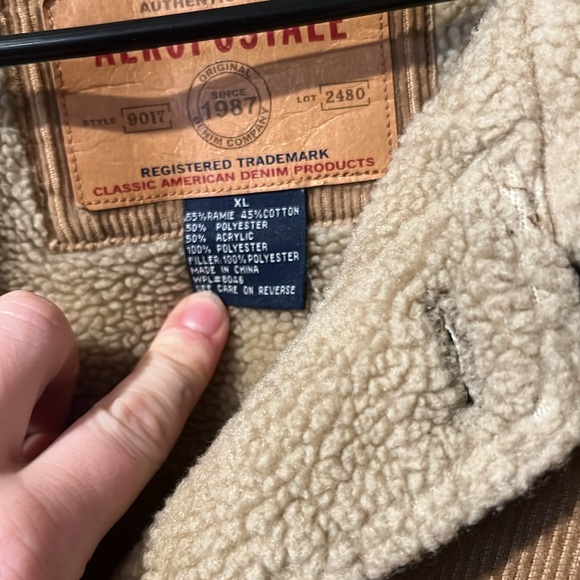 AUTHENTIC
AEROPOSTALE
ORIGINAL
SINCE
1987
DENIM COMPANY
STYLE 9017
LOT 2480
REGISTERED TRADEMARK
CLASSIC AMERICAN DENIM PRODUCTS
XL
55%RAMIE 45%COTTON
50% POLYESTER
50% ACRYLIC
100% POLYESTER
FILLER:100%POLYESTER
MADE IN CHINA
WPL#8046
SEE CARE ON REVERSE